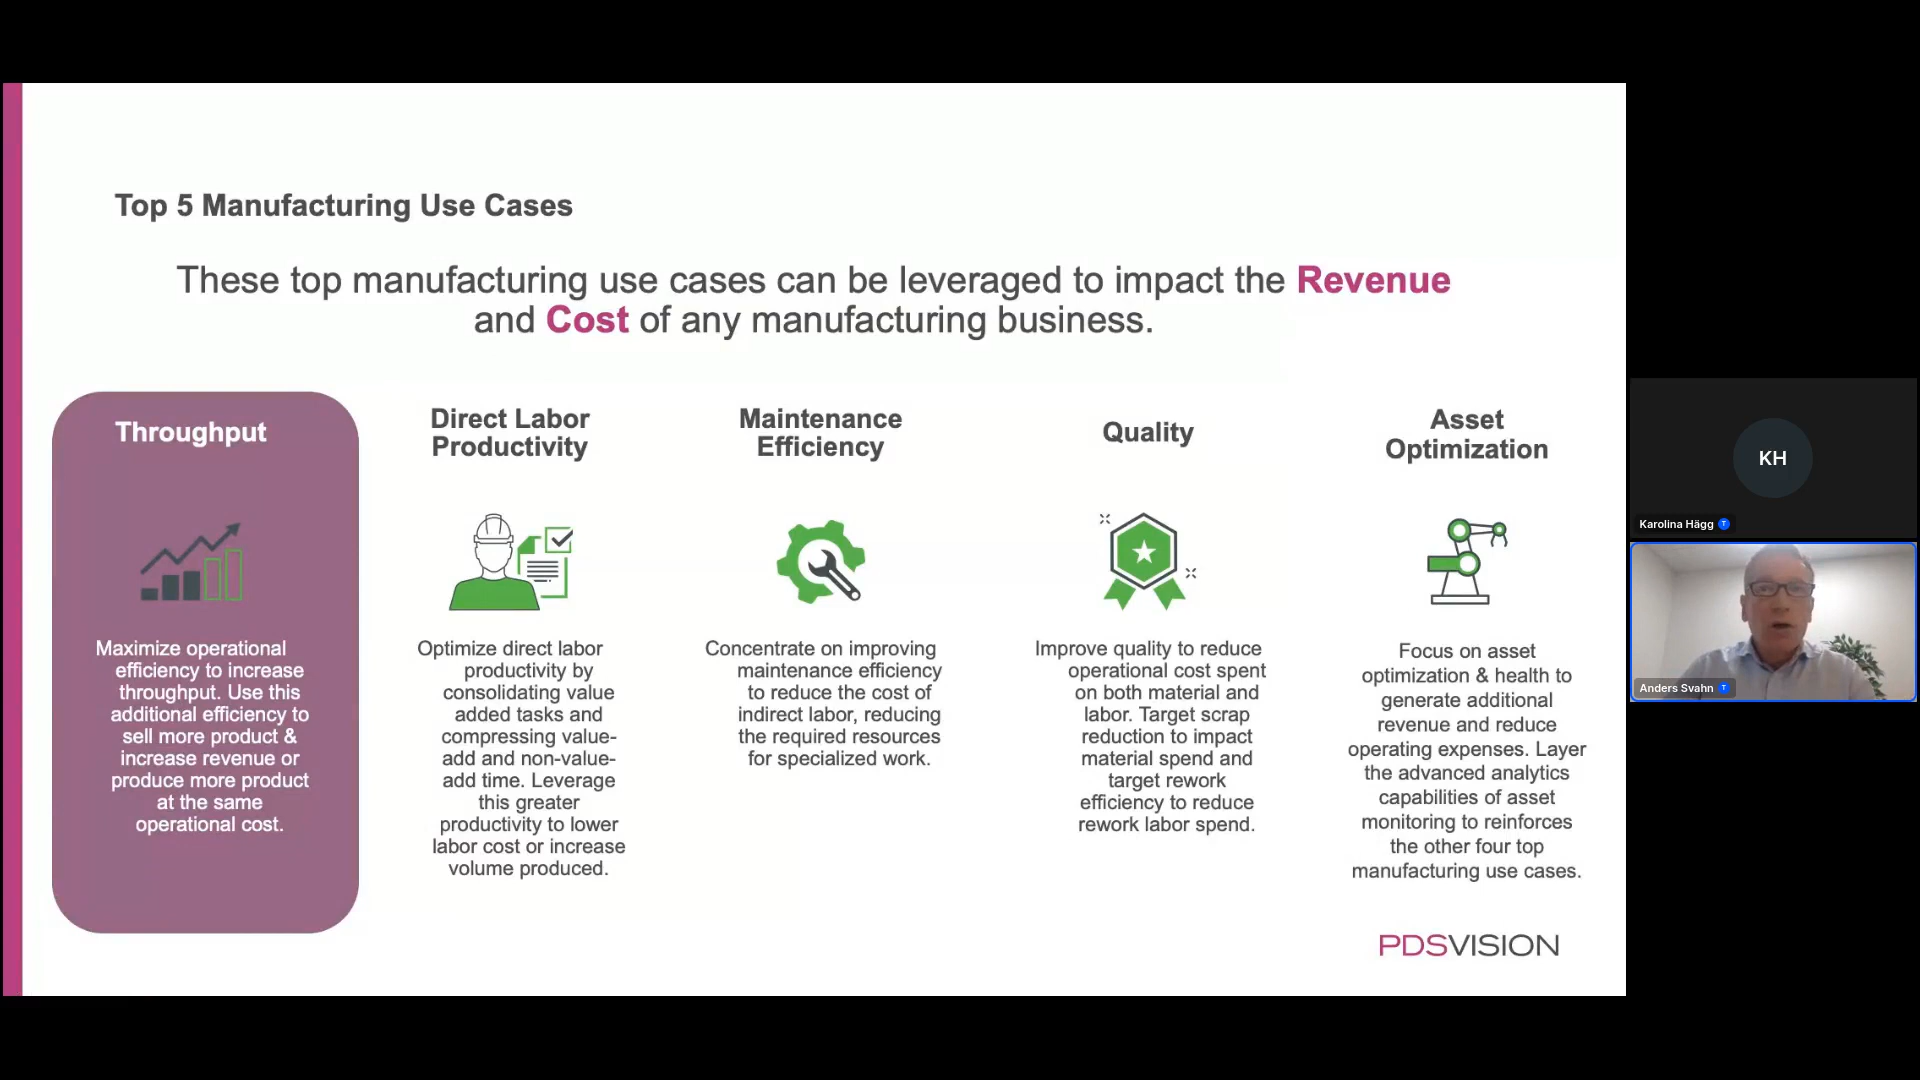 Top 5 Manufacturing Use Cases
These top manufacturing use cases can be leveraged to impact the Revenue
and Cost of any manufacturing business.
Throughput
Maximize operational
efficiency to increase
throughput. Use this
additional efficiency to
sell more product &
increase revenue or
produce more product
at the same
operational cost.
Direct Labor
Productivity
Optimize direct labor
productivity by
consolidating value
added tasks and
compressing value-
add and non-value-
add time. Leverage
this greater
productivity to lower
labor cost or increase
volume produced.
Maintenance
Efficiency
Concentrate on improving
maintenance efficiency
to reduce the cost of
indirect labor, reducing
the required resources
for specialized work.
Quality
Improve quality to reduce
operational cost spent
on both material and
labor. Target scrap
reduction to impact
material spend and
target rework
efficiency to reduce
rework labor spend.
Asset
Optimization
Focus on asset
optimization & health to
generate additional
revenue and reduce
operating expenses. Layer
the advanced analytics
capabilities of asset
monitoring to reinforces
the other four top
manufacturing use cases.
PDSVISION
KH
Karolina Hägg T
Anders Svahn T